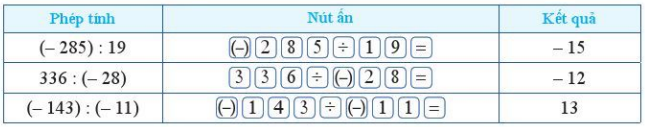 Phép tính Nút ấn Kết quả
(– 285) : 19 (–) 2 8 5 ÷ 1 9 = – 15
336 : (– 28) 3 3 6 ÷ (–) 2 8 = – 12
(– 143) : (– 11) (–) 1 4 3 ÷ (–) 1 1 = 13